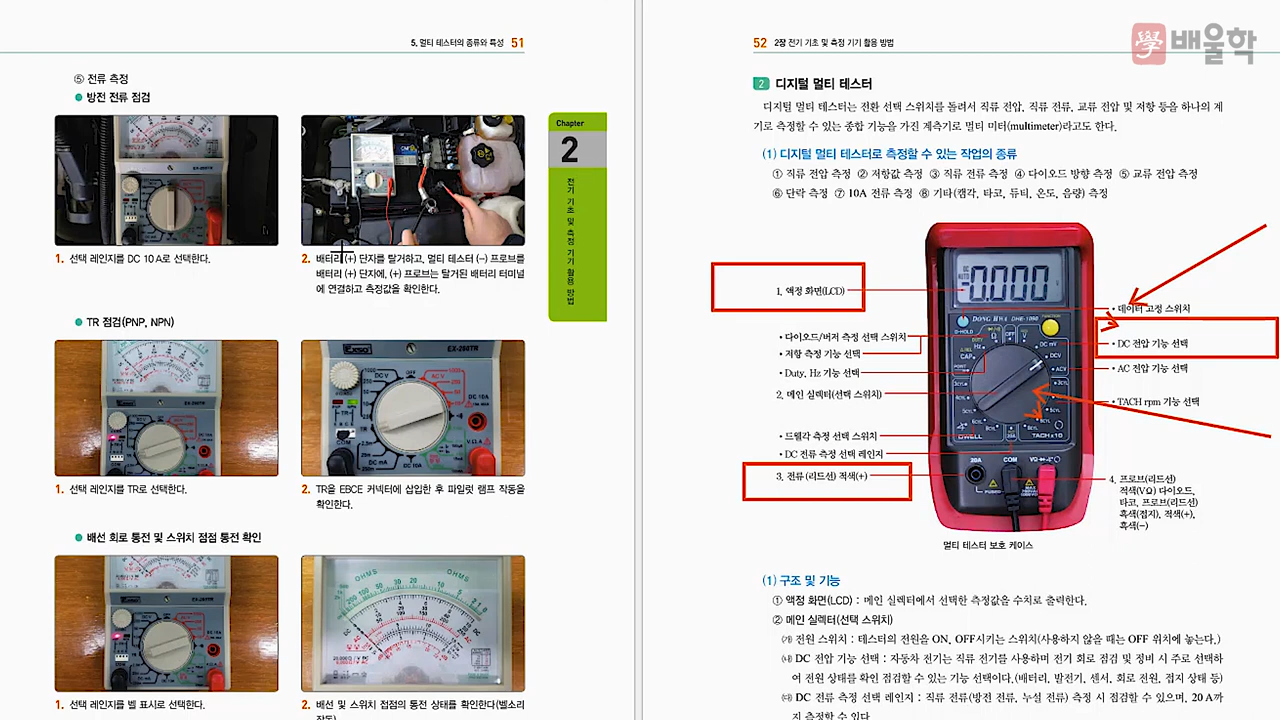 5. 멀티 테스터의 종류와 특성 51
⑤ 전류 측정
● 방전 전류 점검
1. 선택 레인지를 DC 10 A로 선택한다.
2. 배터리 (+) 단자를 탈거하고, 멀티 테스터 (−) 프로브를
배터리 (+) 단자에, (+) 프로브는 탈거된 배터리 터미널
에 연결하고 측정값을 확인한다.
● TR 점검(PNP, NPN)
EX-260TR
1. 선택 레인지를 TR로 선택한다.
2. TR을 EBCE 커넥터에 삽입한 후 파일럿 램프 작동을
확인한다.
● 배선 회로 통전 및 스위치 접점 통전 확인
OHMS
OHMS
1. 선택 레인지를 벨 표시로 선택한다.
2. 배선 및 스위치 접점의 통전 상태를 확인한다(벨소리
작동).
Chapter
2
전기 기초 및 측정 기기 활용 방법
52 2장 전기 기초 및 측정 기기 활용 방법
學 배울학
2 디지털 멀티 테스터
디지털 멀티 테스터는 전환 선택 스위치를 돌려서 직류 전압, 직류 전류, 교류 전압 및 저항 등을 하나의 계
기로 측정할 수 있는 종합 기능을 가진 계측기로 멀티 미터(multimeter)라고도 한다.
(1) 디지털 멀티 테스터로 측정할 수 있는 작업의 종류
① 직류 전압 측정 ② 저항값 측정 ③ 직류 전류 측정 ④ 다이오드 방향 측정 ⑤ 교류 전압 측정
⑥ 단락 측정 ⑦ 10A 전류 측정 ⑧ 기타(캠각, 타코, 듀티, 온도, 음량) 측정
1. 액정 화면(LCD)
• 다이오드/버저 측정 선택 스위치
• 저항 측정 기능 선택
• Duty, Hz 기능 선택
2. 메인 실렉터(선택 스위치)
• 드웰각 측정 선택 스위치
• DC 전류 측정 선택 레인지
3. 전류 (리드선) 적색(+)
DC
AUTO
0000
DHE-1090
D-HOLD
OFF
DC mV
DCV
ACV
CAP
Hz
DWELL
TACH×10
20A
COM
FUSED
• 데이터 고정 스위치
• DC 전압 기능 선택
• AC 전압 기능 선택
• TACH rpm 기능 선택
4. 프로브(리드선)
적색(VΩ) 다이오드,
타코, 프로브(리드선)
흑색(접지), 적색(+),
흑색(−)
멀티 테스터 보호 케이스
(1) 구조 및 기능
① 액정 화면(LCD) : 메인 실렉터에서 선택한 측정값을 수치로 출력한다.
② 메인 실렉터(선택 스위치)
㈎ 전원 스위치 : 테스터의 전원을 ON, OFF시키는 스위치(사용하지 않을 때는 OFF 위치에 놓는다.)
㈏ DC 전압 기능 선택 : 자동차 전기는 직류 전기를 사용하며 전기 회로 점검 및 정비 시 주로 선택하
여 전원 상태를 확인 점검할 수 있는 기능 선택이다.(배터리, 발전기, 센서, 회로 전원, 접지 상태 등)
㈐ DC 전류 측정 선택 레인지 : 직류 전류(방전 전류, 누설 전류) 측정 시 점검할 수 있으며, 20 A까
지 측정할 수 있다.